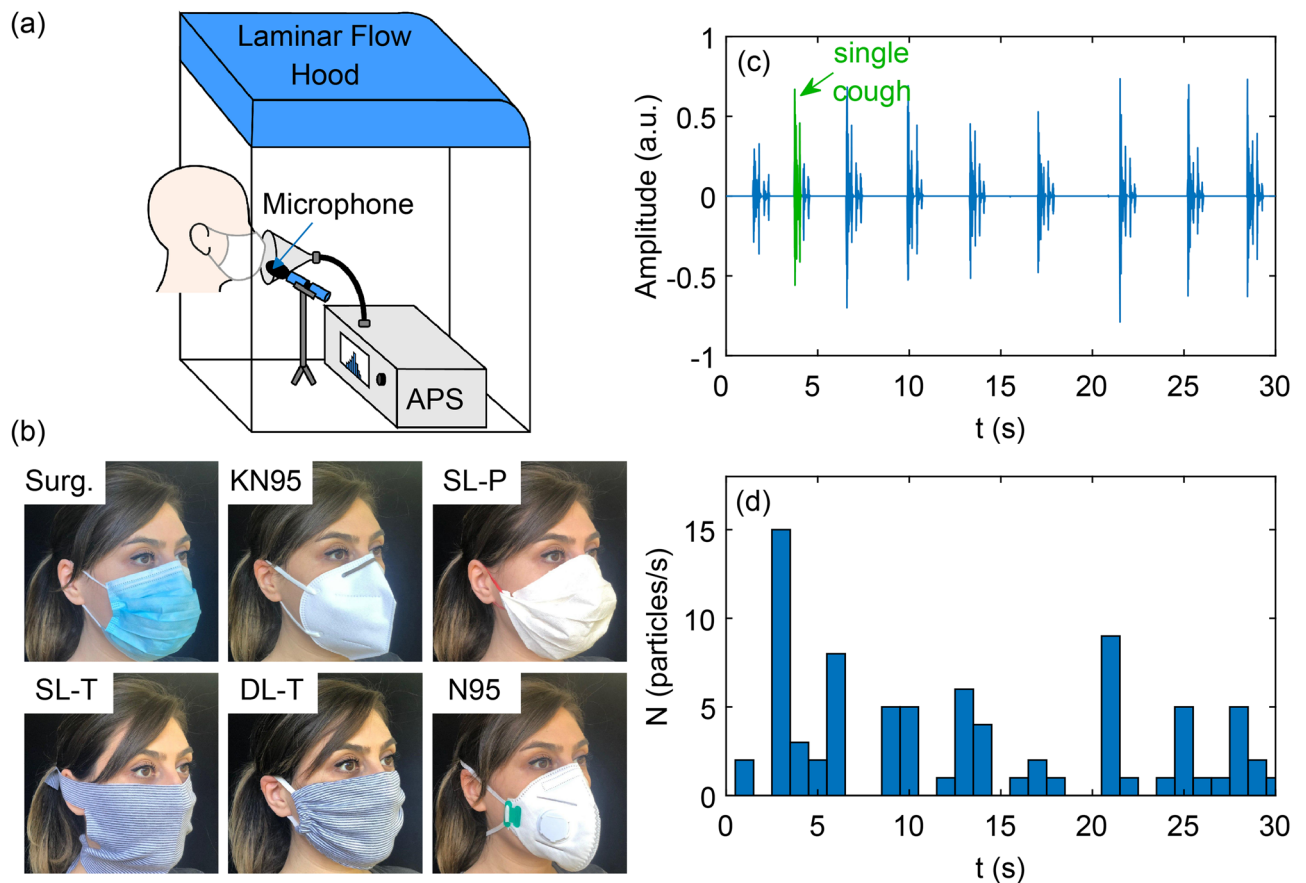 (a)
Laminar Flow
Hood
Microphone
APS
(b)
Surg.
KN95
SL-P
SL-T
DL-T
N95
(c)
single
cough
Amplitude (a.u.)
1
0.5
0
-0.5
-1
0 5 10 15 20 25 30
t (s)
(d)
N (particles/s)
15
10
5
0
0 5 10 15 20 25 30
t (s)